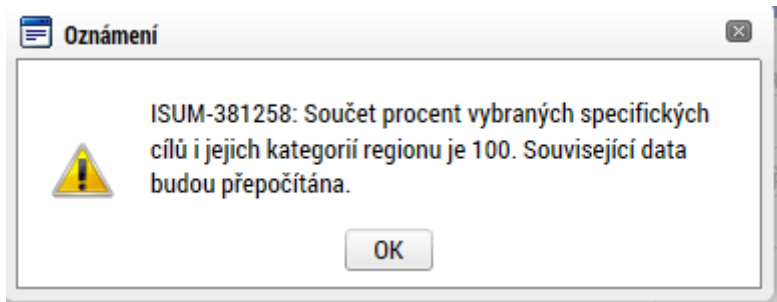 Oznámení
ISUM-381258: Součet procent vybraných specifických
cílů i jejich kategorií regionu je 100. Související data
budou přepočítána.
OK